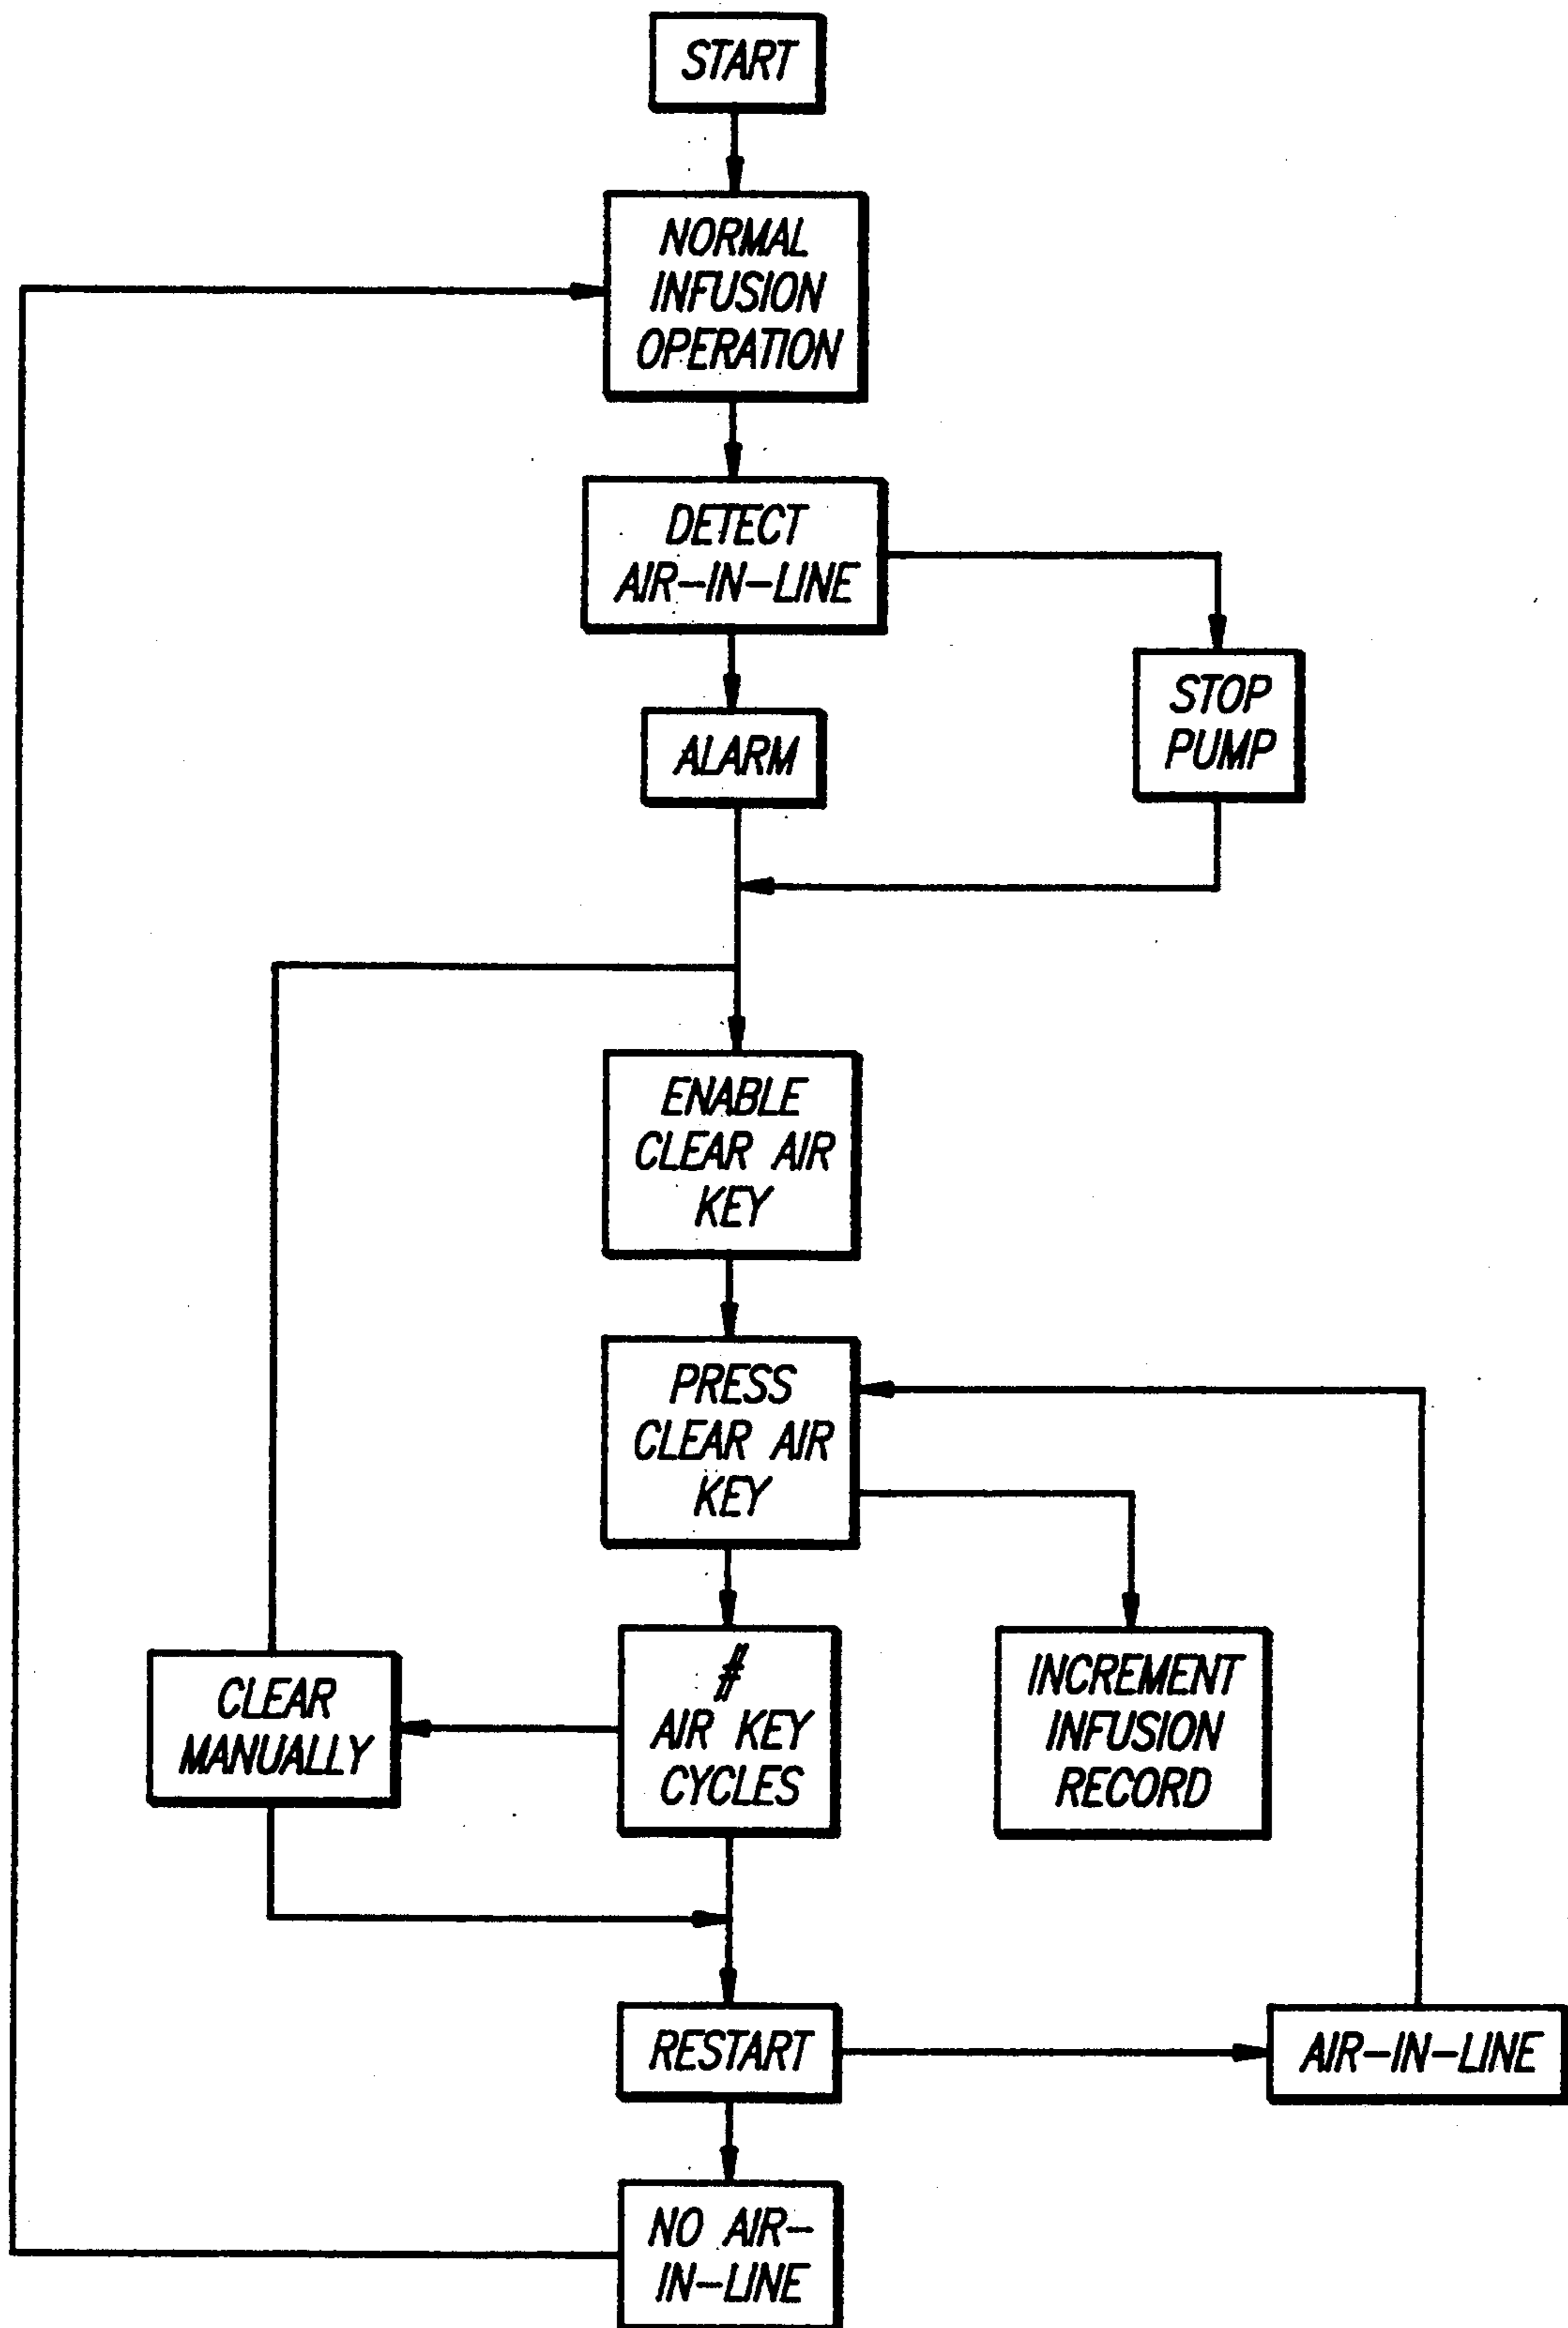 START
NORMAL
INFUSION
OPERATION
DETECT
AIR-IN-LINE
STOP
PUMP
ALARM
ENABLE
CLEAR AIR
KEY
PRESS
CLEAR AIR
KEY
CLEAR
MANUALLY
#
AIR KEY
CYCLES
INCREMENT
INFUSION
RECORD
RESTART
AIR-IN-LINE
NO AIR-
IN-LINE